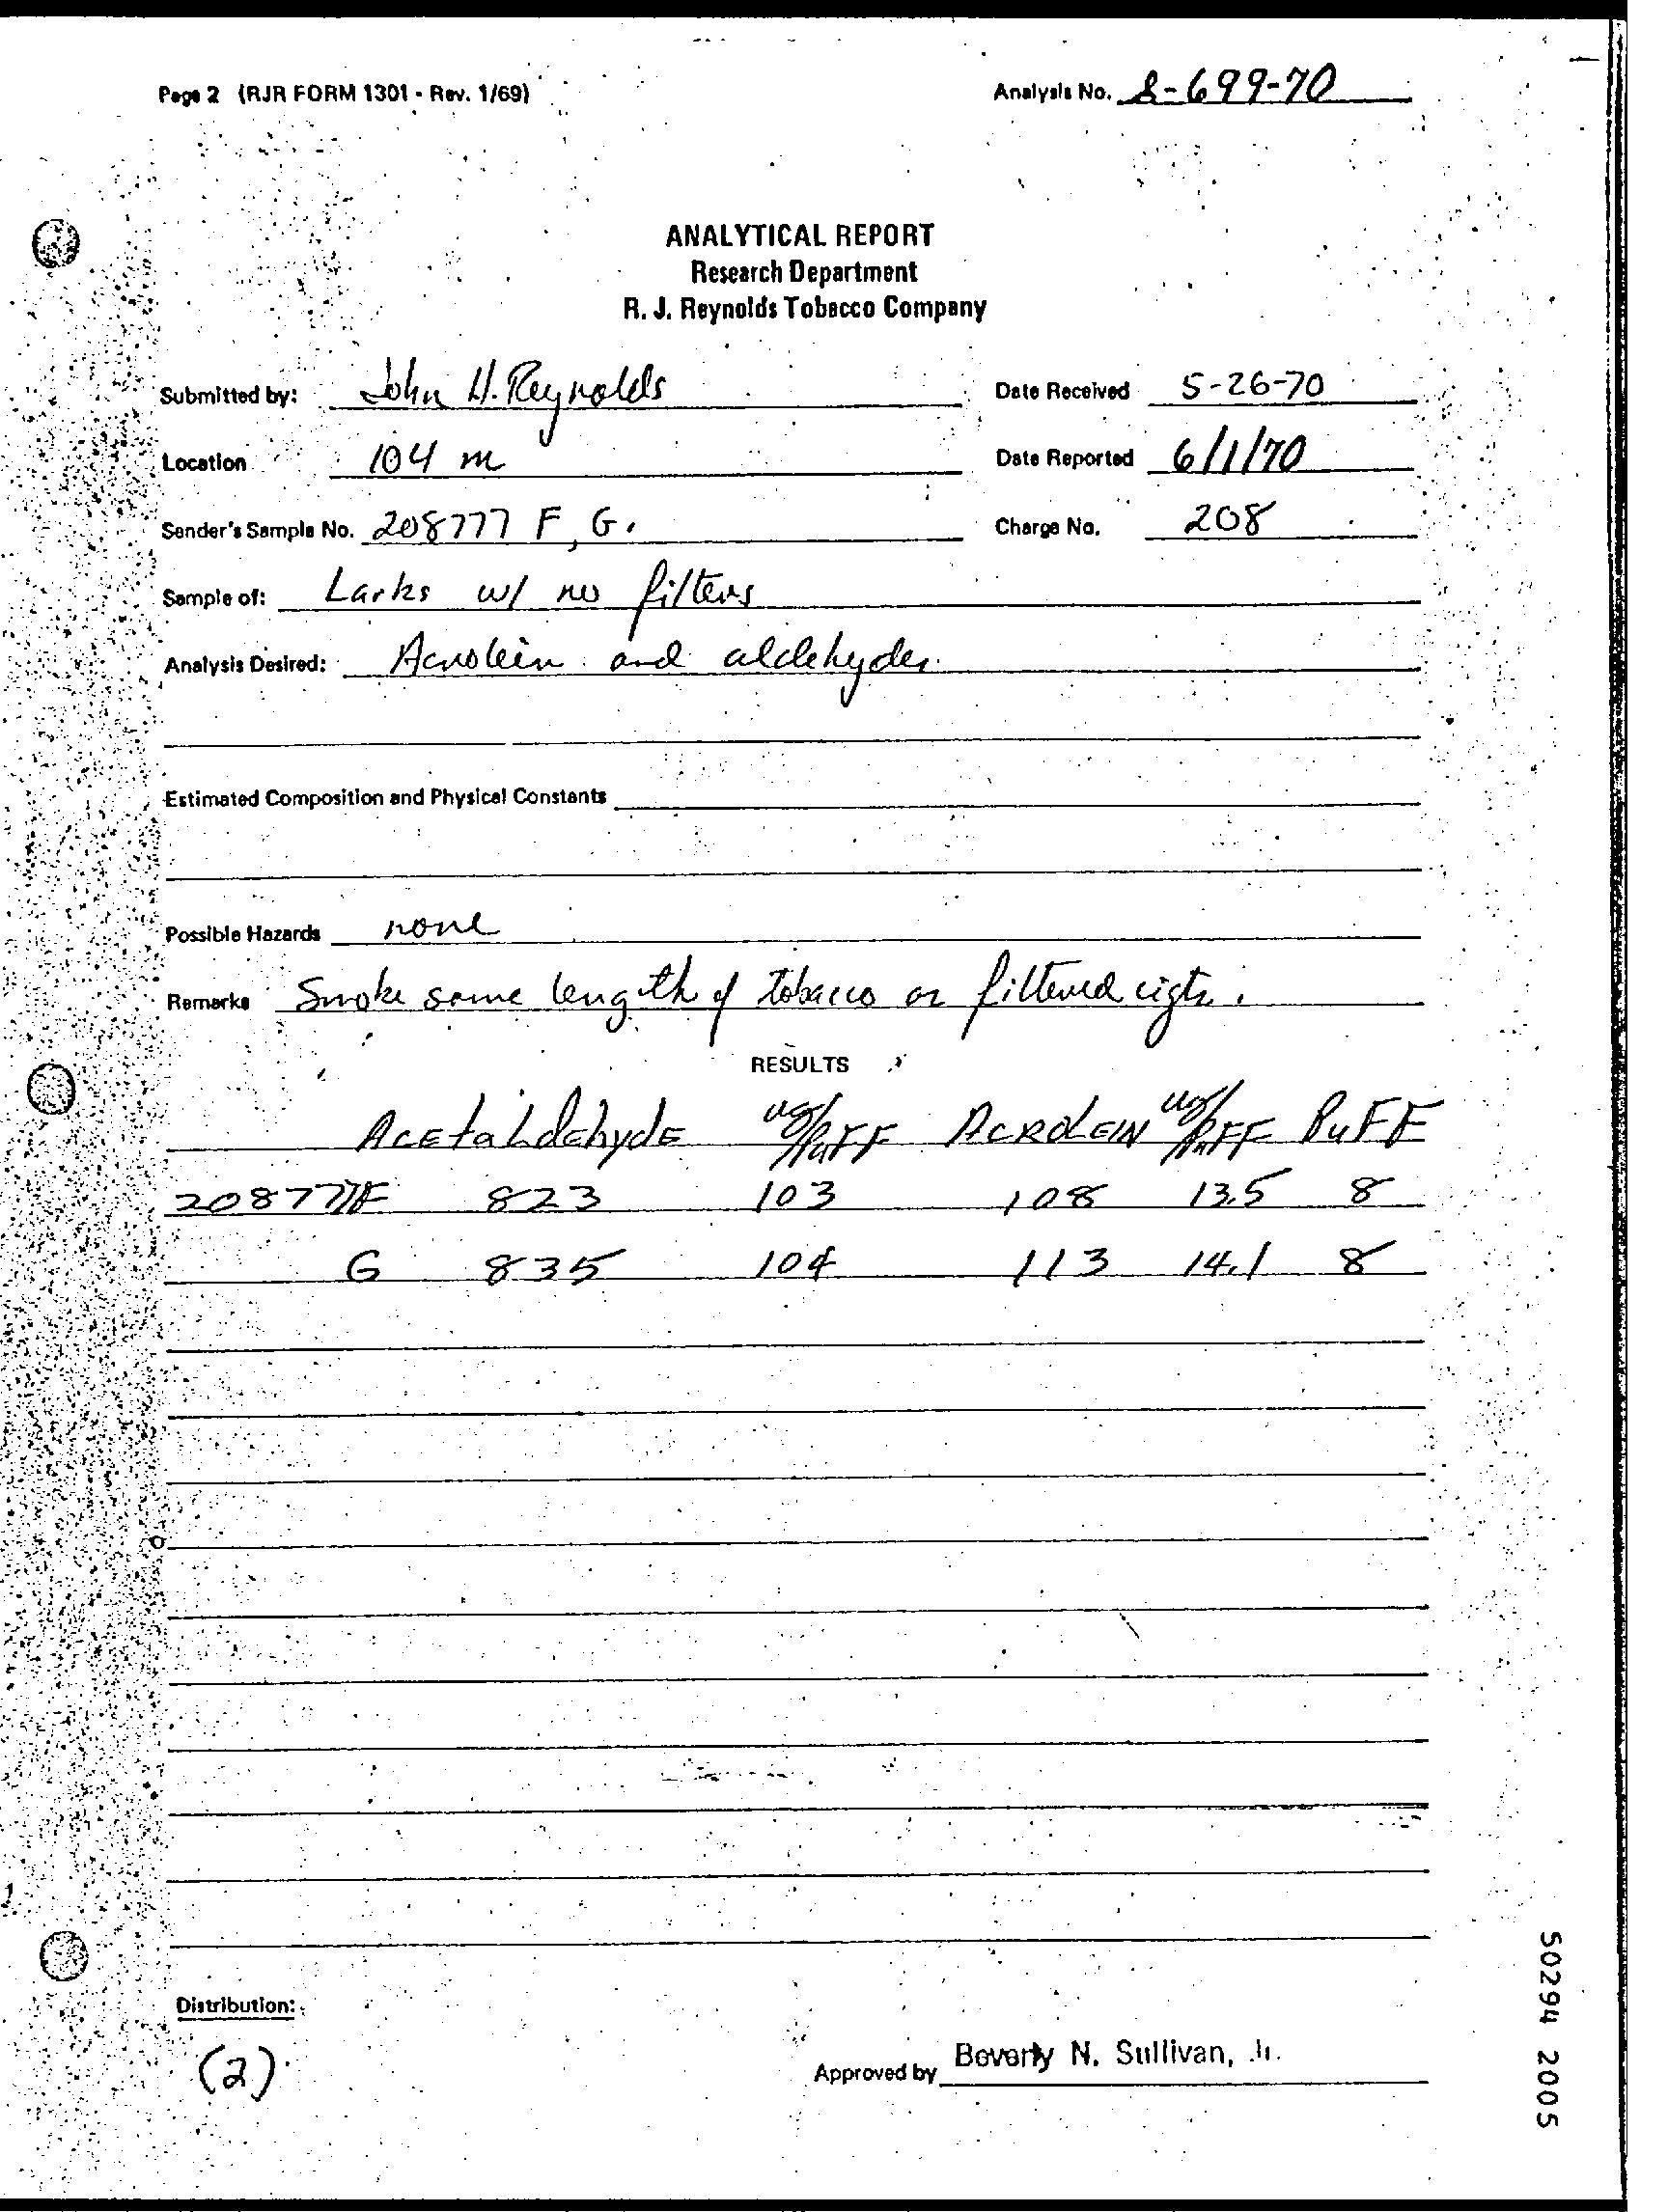 Page 2 (RJR FORM 1301 - Rev. 1/69)
Analysis No. S-699-70
ANALYTICAL REPORT
Research Department
R. J. Reynolds Tobacco Company
Submitted by: John H. Reynolds
Date Received 5-26-70
Location 104 m
Date Reported 6/1/70
Sender's Sample No. 208777 F, G.
Charge No. 208
Sample of: Larks w/ no filters
Analysis Desired: Acrolein and aldehydes.
Estimated Composition and Physical Constants
Possible Hazards none
Remarks Smoke same length of tobacco as filtered cigts.
RESULTS
Acetaldehyde ug/Puff Acrolein ug/Puff Puff
208777F 823 103 108 13.5 8
G 835 104 113 14.1 8
Distribution:
(2)
Approved by Beverly N. Sullivan, Jr.
50294 2005